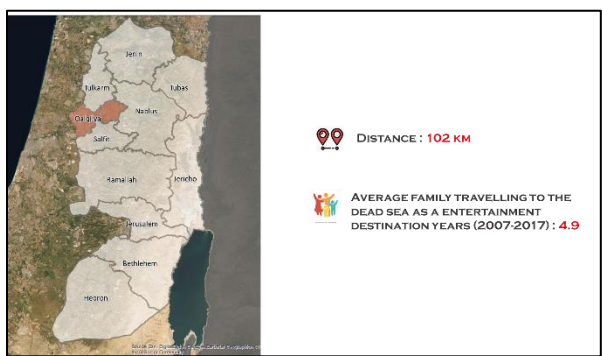 Jenin
Tulkarm
Tubas
Qalqiliya
Nablus
Salfit
Ramallah
Jericho
Jerusalem
Bethlehem
Hebron
DISTANCE : 102 KM
AVERAGE FAMILY TRAVELLING TO THE
DEAD SEA AS A ENTERTAINMENT
DESTINATION YEARS (2007-2017) : 4.9